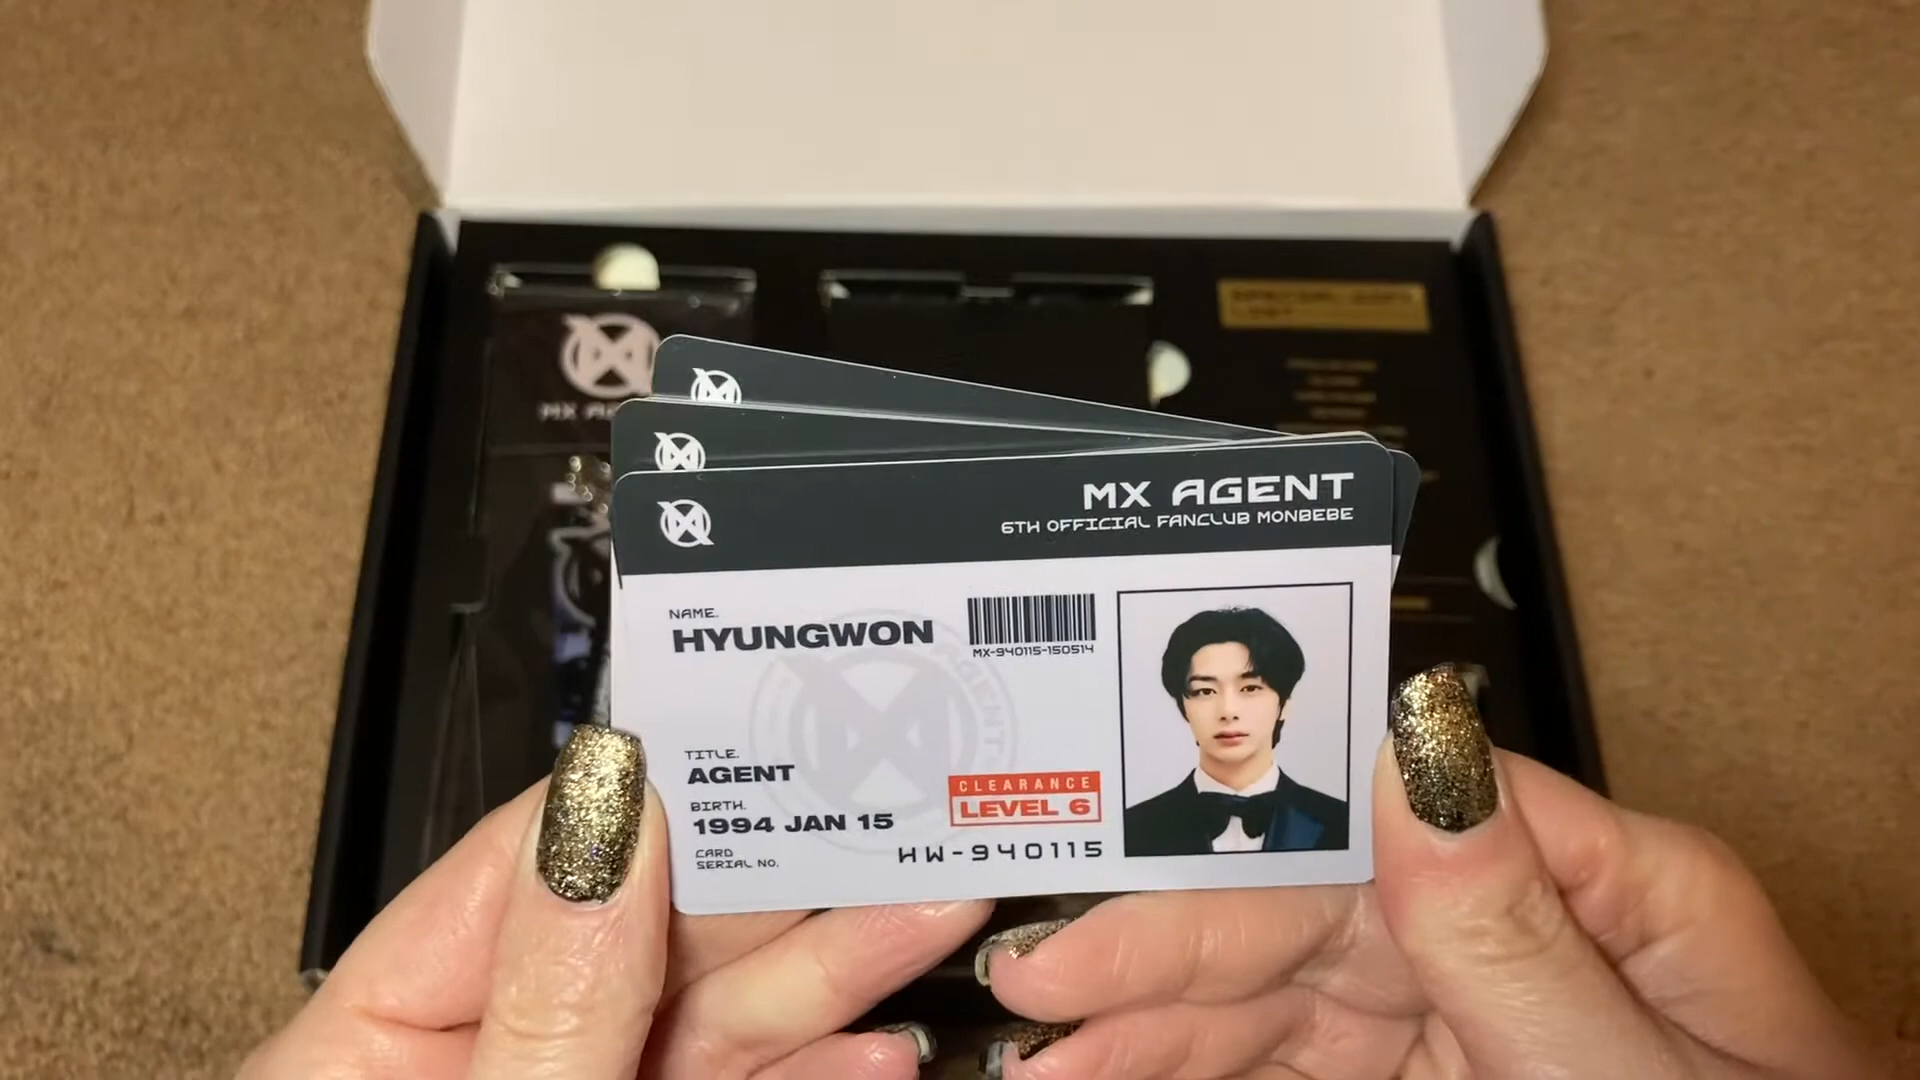 MX AGENT
6TH OFFICIAL FANCLUB MONBEBE
NAME.
HYUNGWON
MX-940115-150514
TITLE.
AGENT
BIRTH.
1994 JAN 15
CLEARANCE
LEVEL 6
CARD
SERIAL NO.
HW-940115